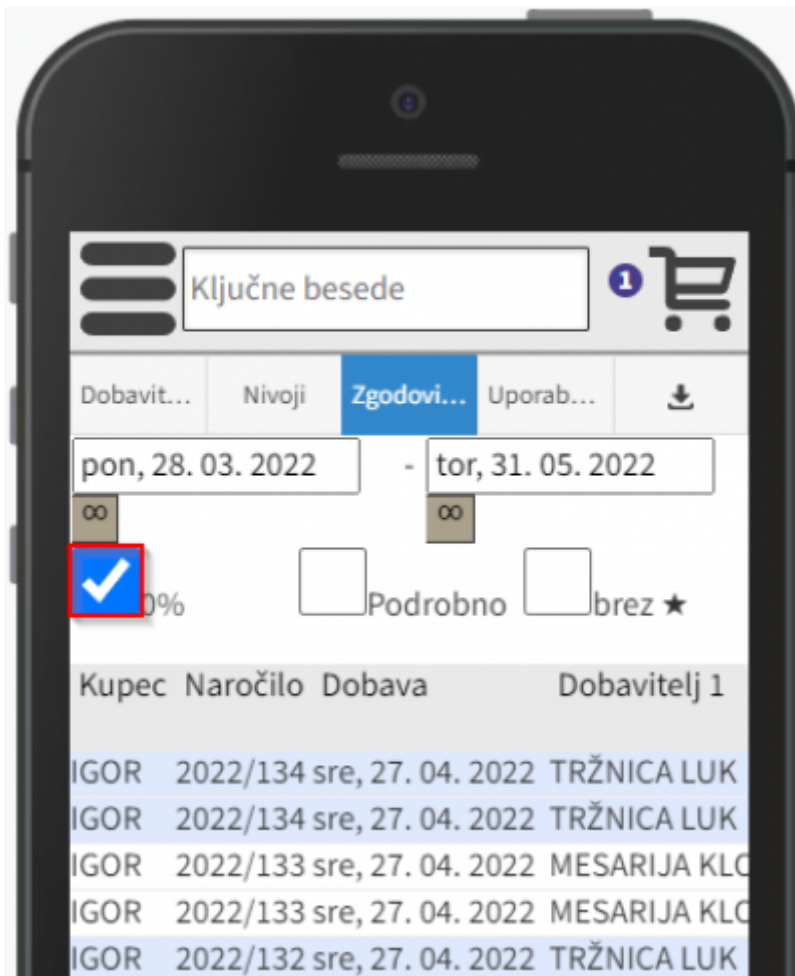 Ključne besede 1
Dobavit... Nivoji Zgodovi... Uporab...
pon, 28. 03. 2022 - tor, 31. 05. 2022
∞ ∞
0% Podrobno brez ★
Kupec Naročilo Dobava Dobavitelj 1
IGOR 2022/134 sre, 27. 04. 2022 TRŽNICA LUK
IGOR 2022/134 sre, 27. 04. 2022 TRŽNICA LUK
IGOR 2022/133 sre, 27. 04. 2022 MESARIJA KLO
IGOR 2022/133 sre, 27. 04. 2022 MESARIJA KLO
IGOR 2022/132 sre, 27. 04. 2022 TRŽNICA LUK